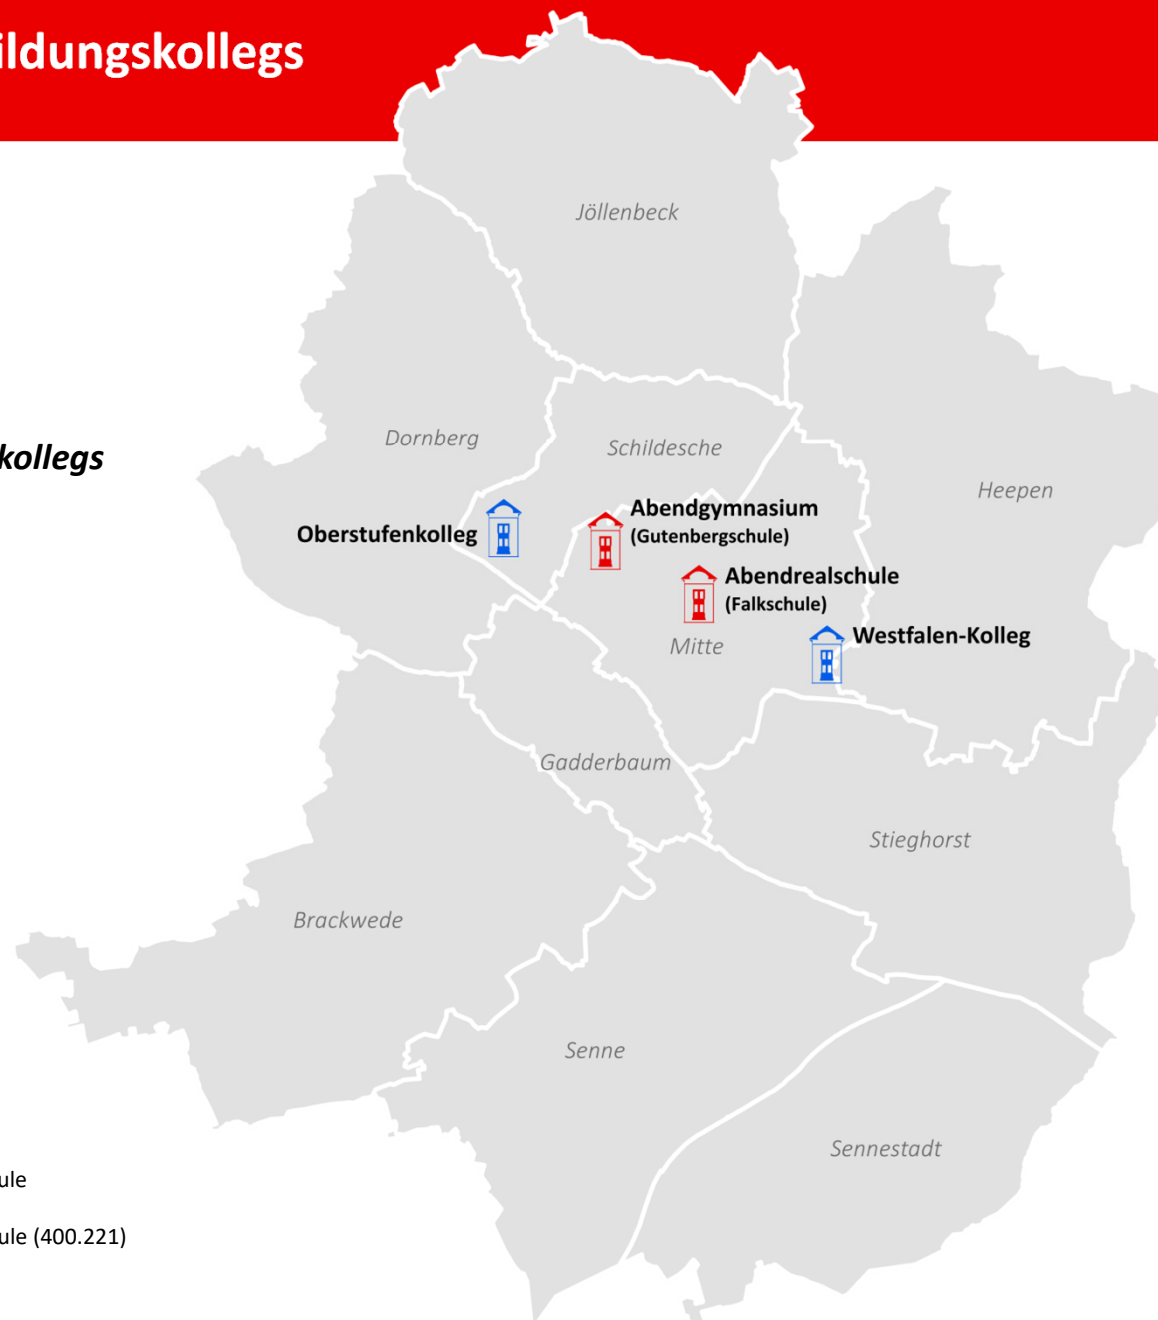 ildungskollegs
Jöllenbeck
Dornberg
Schildesche
kollegs
Heepen
Abendgymnasium
(Gutenbergschule)
Oberstufenkolleg
Abendrealschule
(Falkschule)
Westfalen-Kolleg
Mitte
Gadderbaum
Stieghorst
Brackwede
Senne
Sennestadt
ule
ule (400.221)